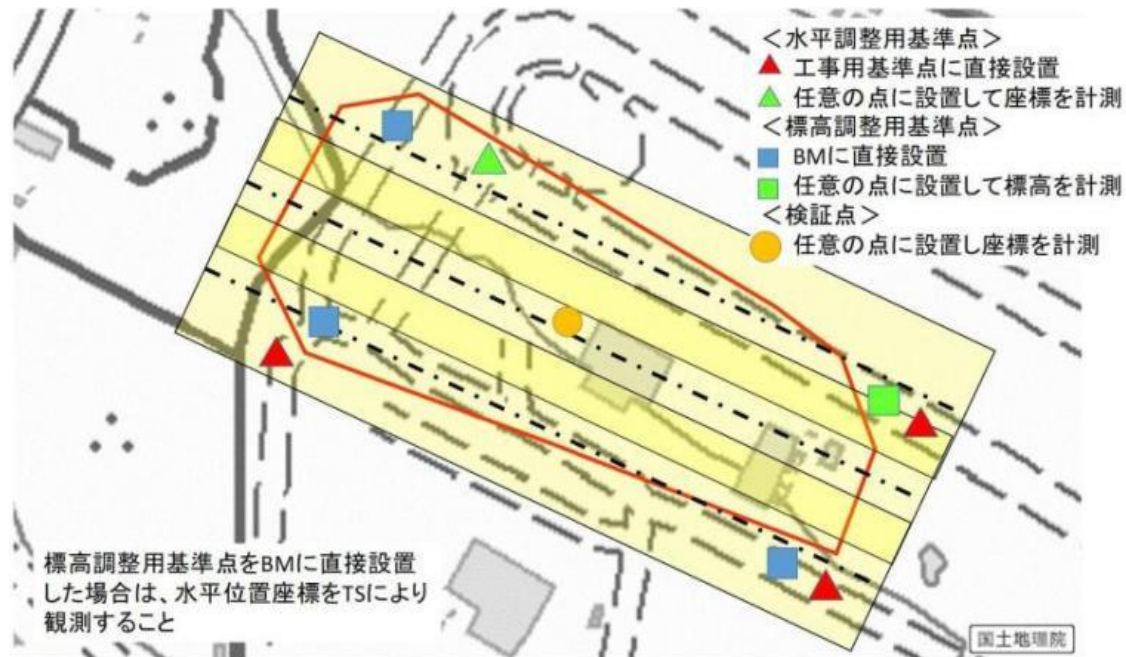 ＜水平調整用基準点＞
工事用基準点に直接設置
任意の点に設置して座標を計測
＜標高調整用基準点＞
BMに直接設置
任意の点に設置して標高を計測
＜検証点＞
任意の点に設置し座標を計測
標高調整用基準点をBMに直接設置
した場合は、水平位置座標をTSにより
観測すること
国土地理院